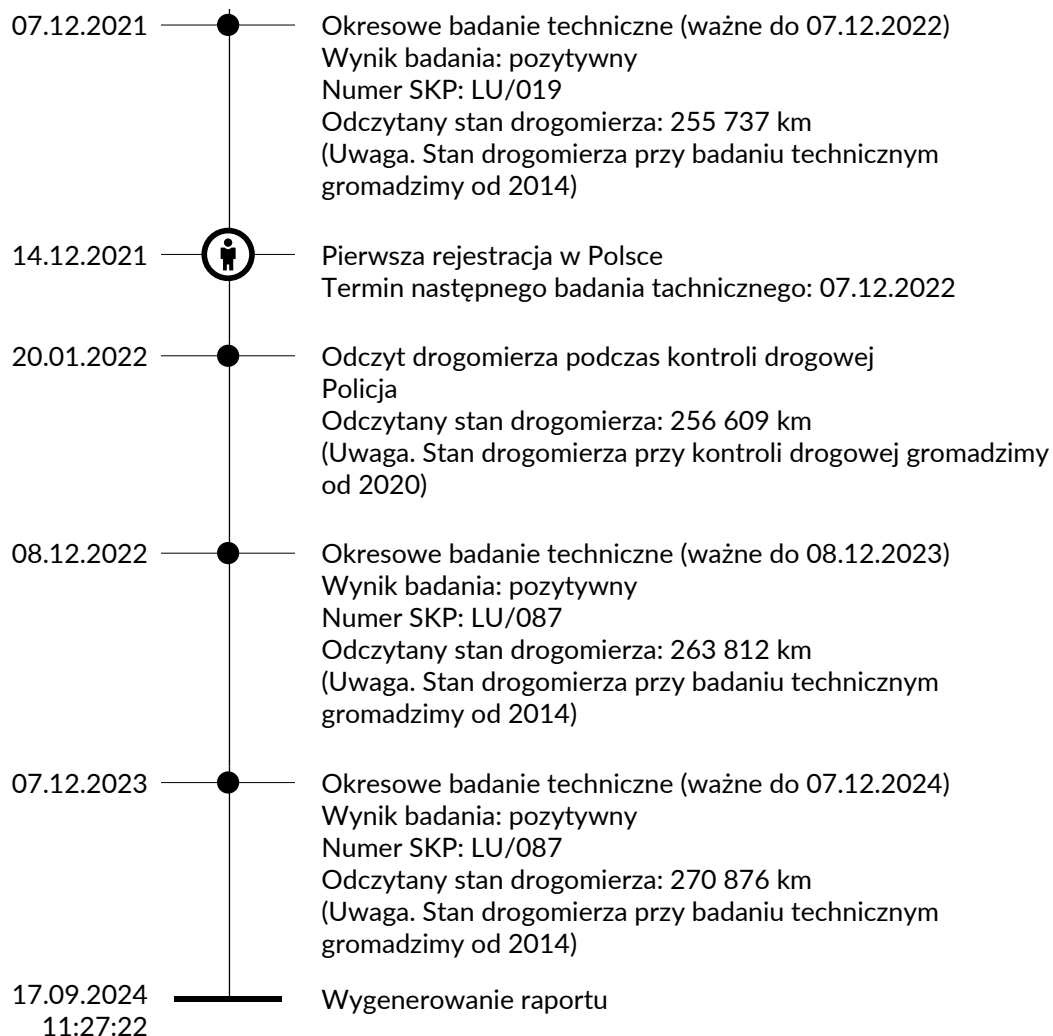 07.12.2021 Okresowe badanie techniczne (ważne do 07.12.2022)
Wynik badania: pozytywny
Numer SKP: LU/019
Odczytany stan drogomierza: 255 737 km
(Uwaga. Stan drogomierza przy badaniu technicznym
gromadzimy od 2014)
14.12.2021 Pierwsza rejestracja w Polsce
Termin następnego badania tachnicznego: 07.12.2022
20.01.2022 Odczyt drogomierza podczas kontroli drogowej
Policja
Odczytany stan drogomierza: 256 609 km
(Uwaga. Stan drogomierza przy kontroli drogowej gromadzimy
od 2020)
08.12.2022 Okresowe badanie techniczne (ważne do 08.12.2023)
Wynik badania: pozytywny
Numer SKP: LU/087
Odczytany stan drogomierza: 263 812 km
(Uwaga. Stan drogomierza przy badaniu technicznym
gromadzimy od 2014)
07.12.2023 Okresowe badanie techniczne (ważne do 07.12.2024)
Wynik badania: pozytywny
Numer SKP: LU/087
Odczytany stan drogomierza: 270 876 km
(Uwaga. Stan drogomierza przy badaniu technicznym
gromadzimy od 2014)
17.09.2024 Wygenerowanie raportu
11:27:22